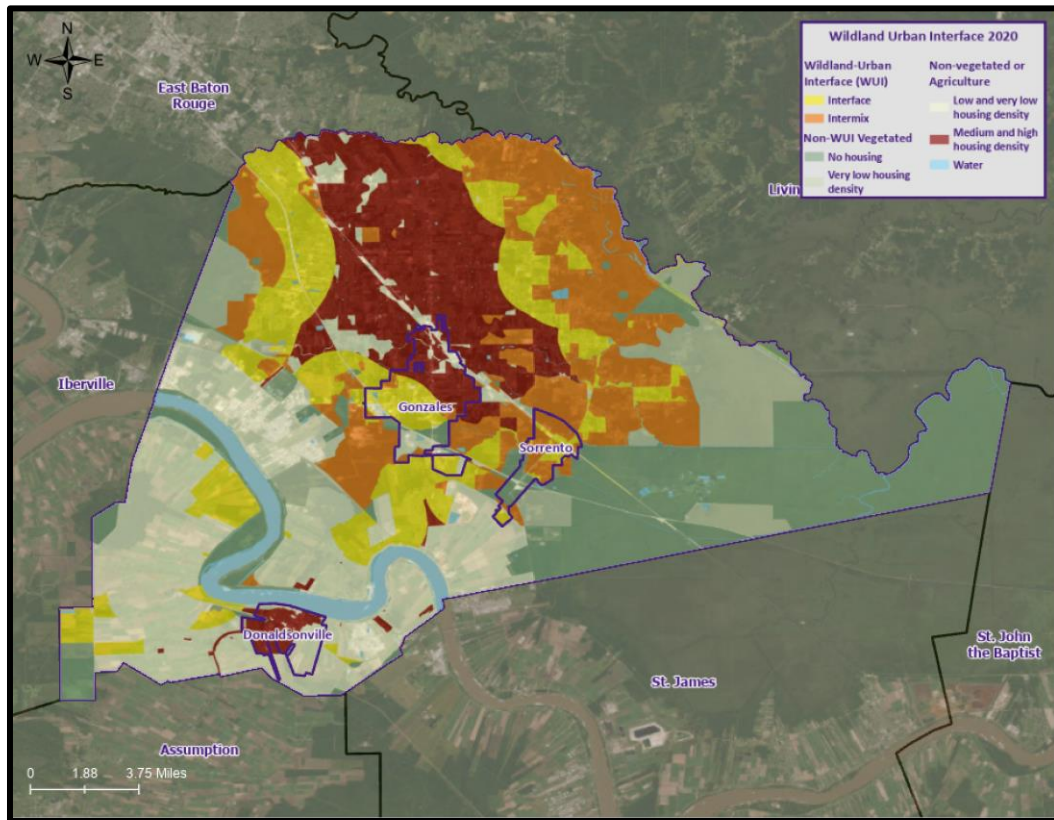 N
W E
S
East Baton
Rouge
Wildland Urban Interface 2020
Wildland-Urban
Interface (WUI)
Interface
Intermix
Non-WUI Vegetated
No housing
Very low housing
density
Non-vegetated or
Agriculture
Low and very low
housing density
Medium and high
housing density
Water
Livin
Iberville
Gonzales
Sorrento
Donaldsonville
St. John
the Baptist
St. James
Assumption
0 1.88 3.75 Miles